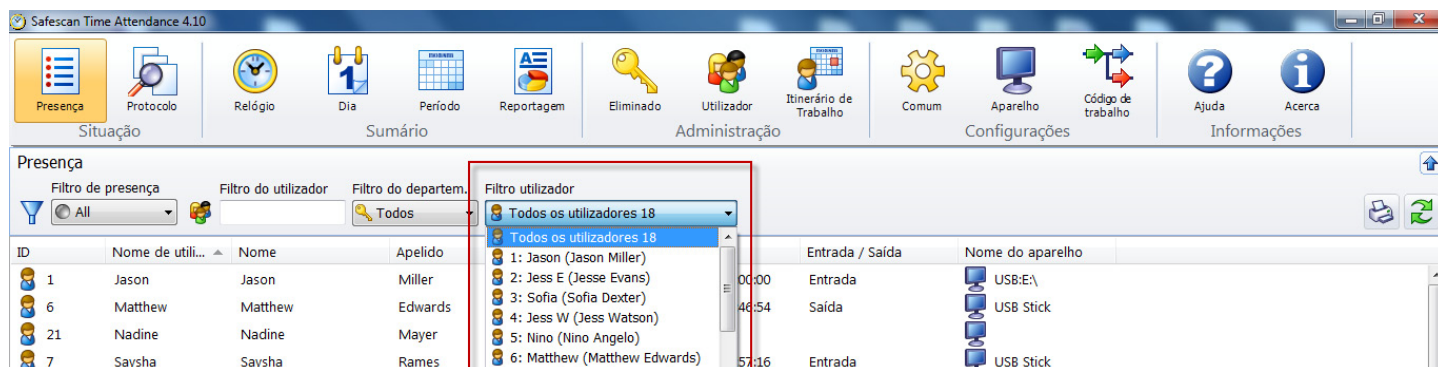 Safescan Time Attendance 4.10
Presença Protocolo Relógio Dia Período Reportagem Eliminado Utilizador Itinerário de Trabalho Comum Aparelho Código de trabalho Ajuda Acerca
Situação Sumário Administração Configurações Informações
Presença
Filtro de presença Filtro do utilizador Filtro do departem. Filtro utilizador
All Todos Todos os utilizadores 18
ID Nome de utili... Nome Apelido Entrada / Saída Nome do aparelho
Todos os utilizadores 18
1: Jason (Jason Miller)
2: Jess E (Jesse Evans)
3: Sofia (Sofia Dexter)
4: Jess W (Jess Watson)
5: Nino (Nino Angelo)
6: Matthew (Matthew Edwards)
1 Jason Jason Miller 00:00 Entrada USB:E:\
6 Matthew Matthew Edwards 46:54 Saída USB Stick
21 Nadine Nadine Mayer
7 Saysha Saysha Rames 57:16 Entrada USB Stick